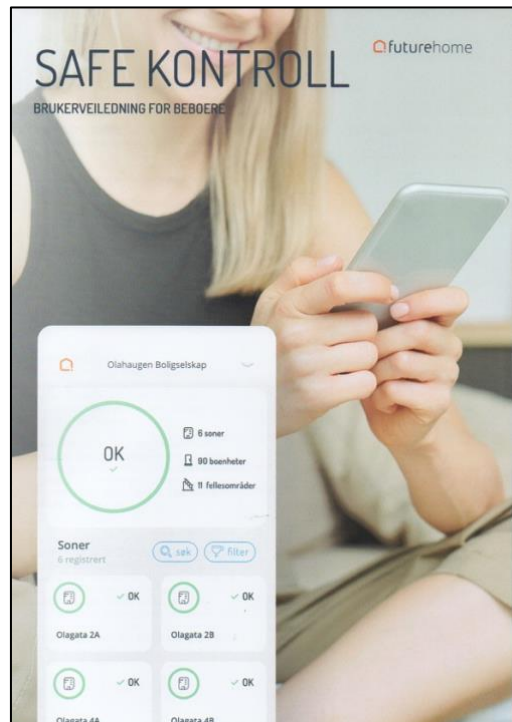 futurehome
SAFE KONTROLL
BRUKERVEILEDNING FOR BEBOERE
Olahaugen Boligselskap
OK
6 soner
90 boenheter
11 fellesområder
Soner
6 registrert
søk
filter
OK
OK
Olagata 2A
Olagata 2B
OK
OK
Olagata 4A
Olagata 4B